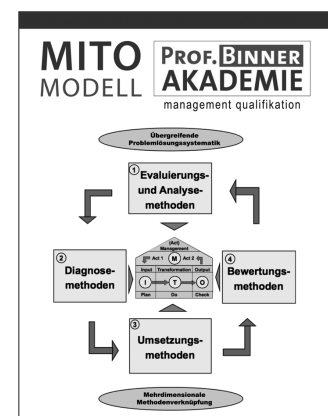 MITO
MODELL
PROF. BINNER
AKADEMIE
management qualifikation
Übergreifende
Problemlösungssystematik
1
Evaluierungs-
und Analyse-
methoden
(Act)
Management
Act 1 M Act 2
Input Transformation Output
I T O
Plan Do Check
2
Diagnose-
methoden
4
Bewertungs-
methoden
3
Umsetzungs-
methoden
Mehrdimensionale
Methodenverknüpfung